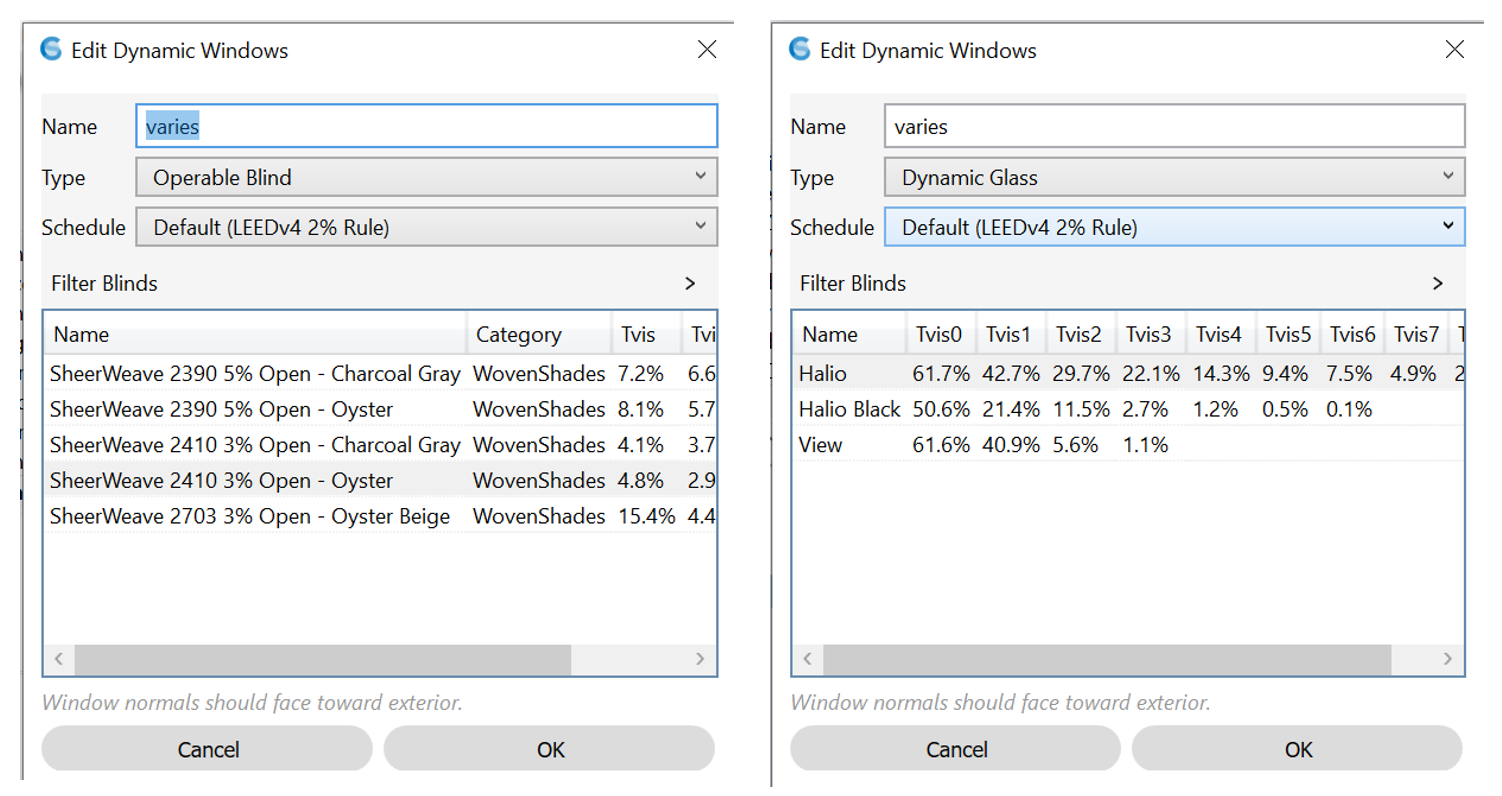 Edit Dynamic Windows
Name varies
Type Operable Blind
Schedule Default (LEEDv4 2% Rule)
Filter Blinds
Name Category Tvis Tvi
SheerWeave 2390 5% Open - Charcoal Gray WovenShades 7.2% 6.6
SheerWeave 2390 5% Open - Oyster WovenShades 8.1% 5.7
SheerWeave 2410 3% Open - Charcoal Gray WovenShades 4.1% 3.7
SheerWeave 2410 3% Open - Oyster WovenShades 4.8% 2.9
SheerWeave 2703 3% Open - Oyster Beige WovenShades 15.4% 4.4
Window normals should face toward exterior.
Cancel OK
Edit Dynamic Windows
Name varies
Type Dynamic Glass
Schedule Default (LEEDv4 2% Rule)
Filter Blinds
Name Tvis0 Tvis1 Tvis2 Tvis3 Tvis4 Tvis5 Tvis6 Tvis7
Halio 61.7% 42.7% 29.7% 22.1% 14.3% 9.4% 7.5% 4.9% 2
Halio Black 50.6% 21.4% 11.5% 2.7% 1.2% 0.5% 0.1%
View 61.6% 40.9% 5.6% 1.1%
Window normals should face toward exterior.
Cancel OK